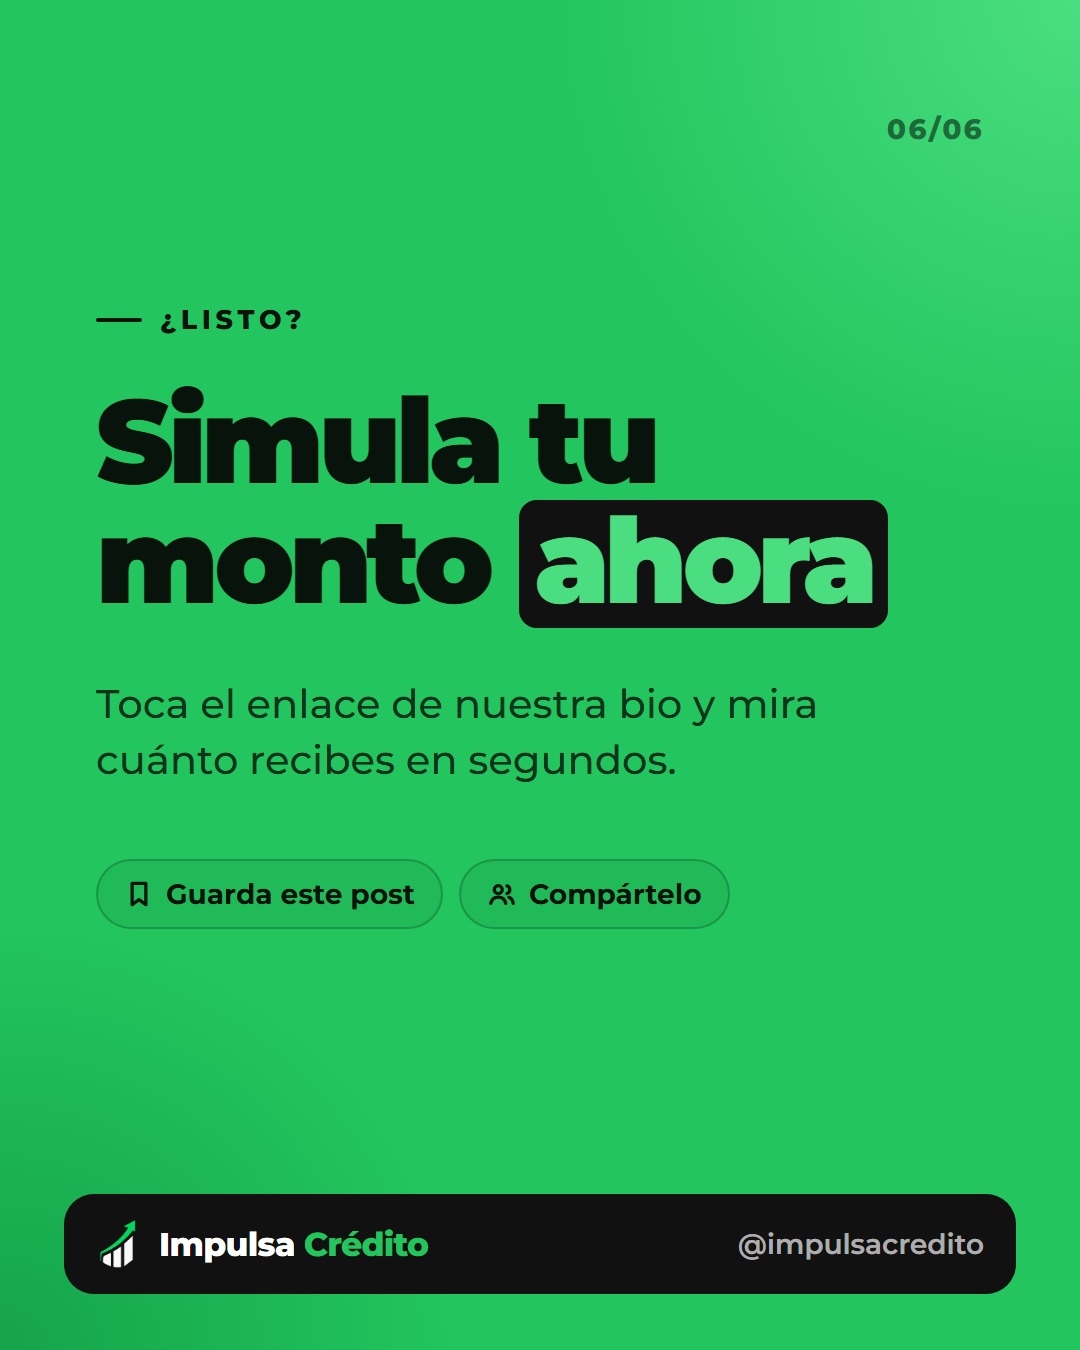 06/06
¿LISTO?
Simula tu
monto ahora
Toca el enlace de nuestra bio y mira
cuánto recibes en segundos.
Guarda este post
Compártelo
Impulsa Crédito
@impulsacredito